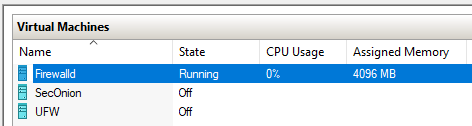 Virtual Machines
Name State CPU Usage Assigned Memory
Firewalld Running 0% 4096 MB
SecOnion Off
UFW Off